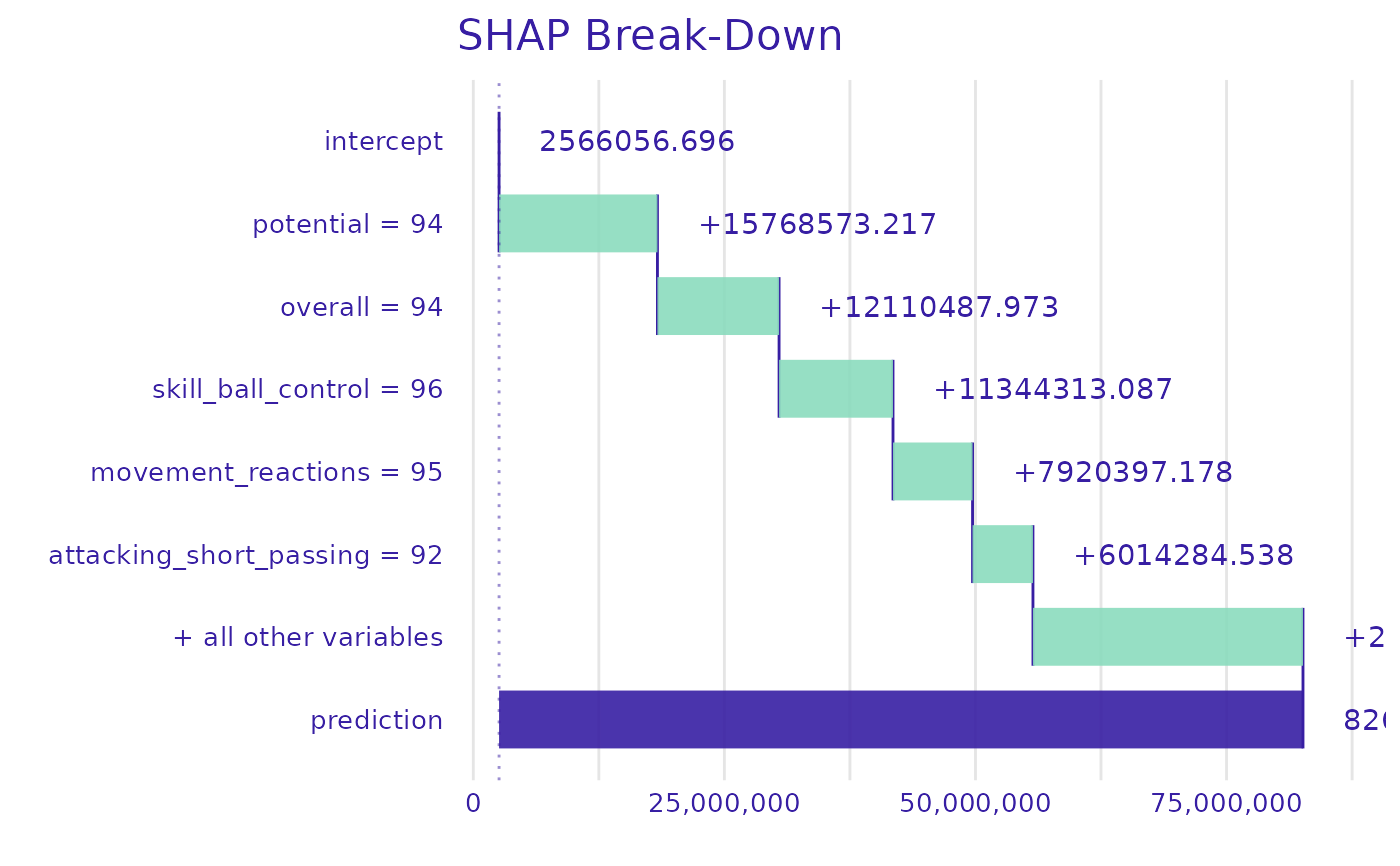 SHAP Break-Down
intercept 2566056.696
potential = 94 +15768573.217
overall = 94 +12110487.973
skill_ball_control = 96 +11344313.087
movement_reactions = 95 +7920397.178
attacking_short_passing = 92 +6014284.538
+ all other variables +2
prediction 82
0 25,000,000 50,000,000 75,000,000